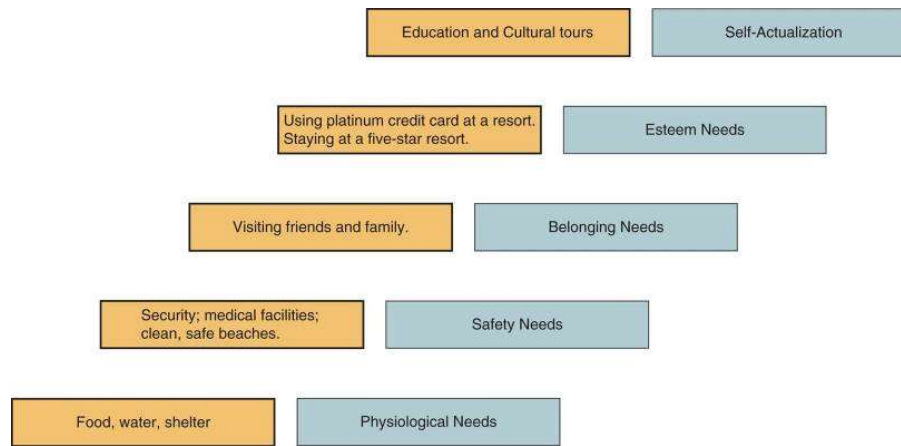 Education and Cultural tours
Self-Actualization
Using platinum credit card at a resort.
Staying at a five-star resort.
Esteem Needs
Visiting friends and family.
Belonging Needs
Security; medical facilities;
clean, safe beaches.
Safety Needs
Food, water, shelter
Physiological Needs